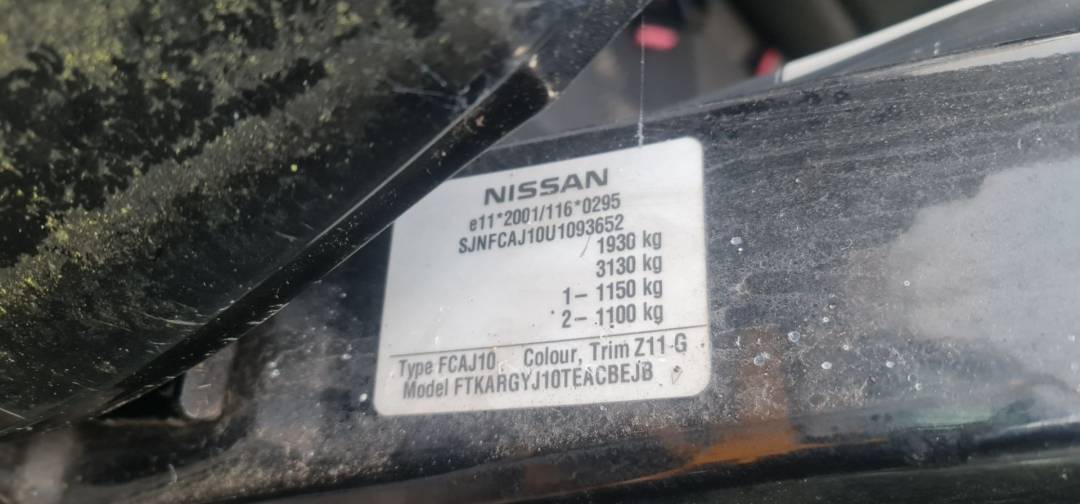 NISSAN
e11*2001/116*0295
SJNFCAJ10U1093652
1930 kg
3130 kg
1- 1150 kg
2- 1100 kg
Type FCAJ10 Colour, Trim Z11 G
Model FTKARGYJ10TEACBEJB